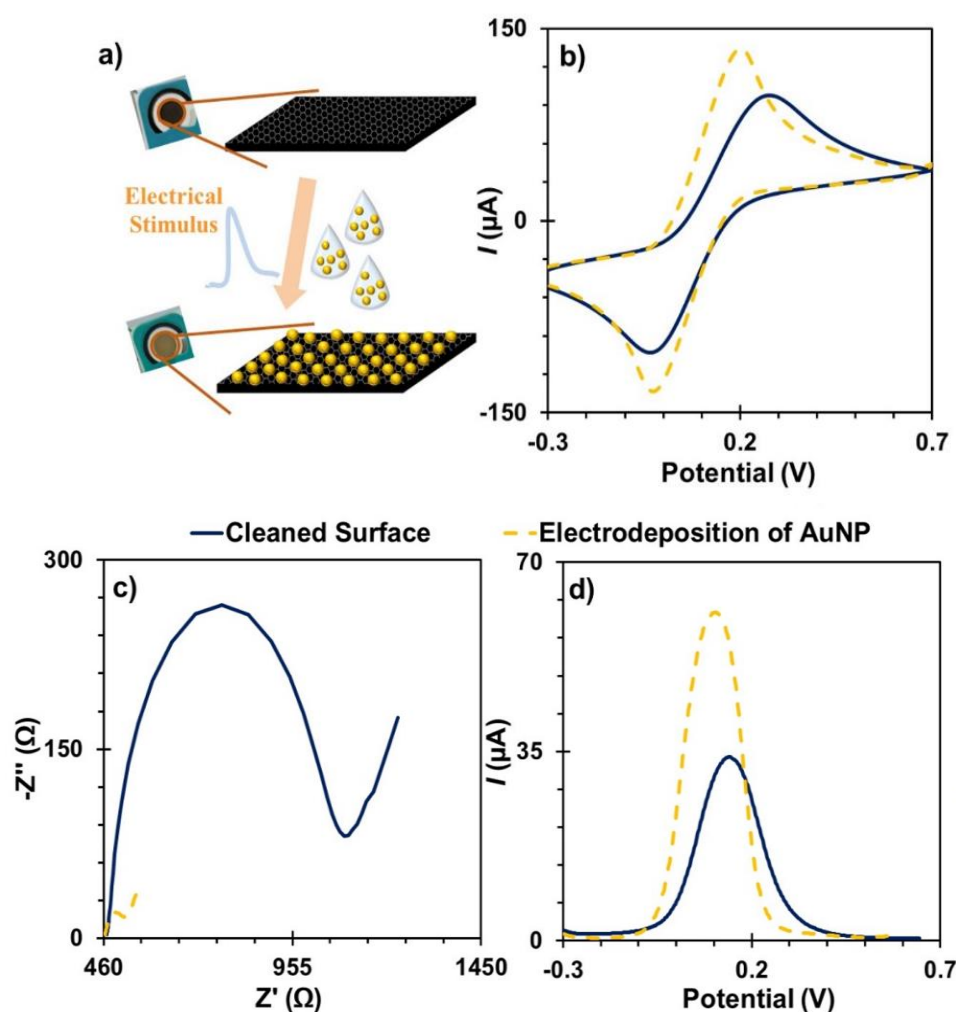 a)
Electrical
Stimulus
b)
150
0
-150
I (µA)
-0.3
0.2
0.7
Potential (V)
Cleaned Surface
Electrodeposition of AuNP
c)
300
150
0
-Z'' (Ω)
460
955
1450
Z' (Ω)
d)
70
35
0
I (µA)
-0.3
0.2
0.7
Potential (V)